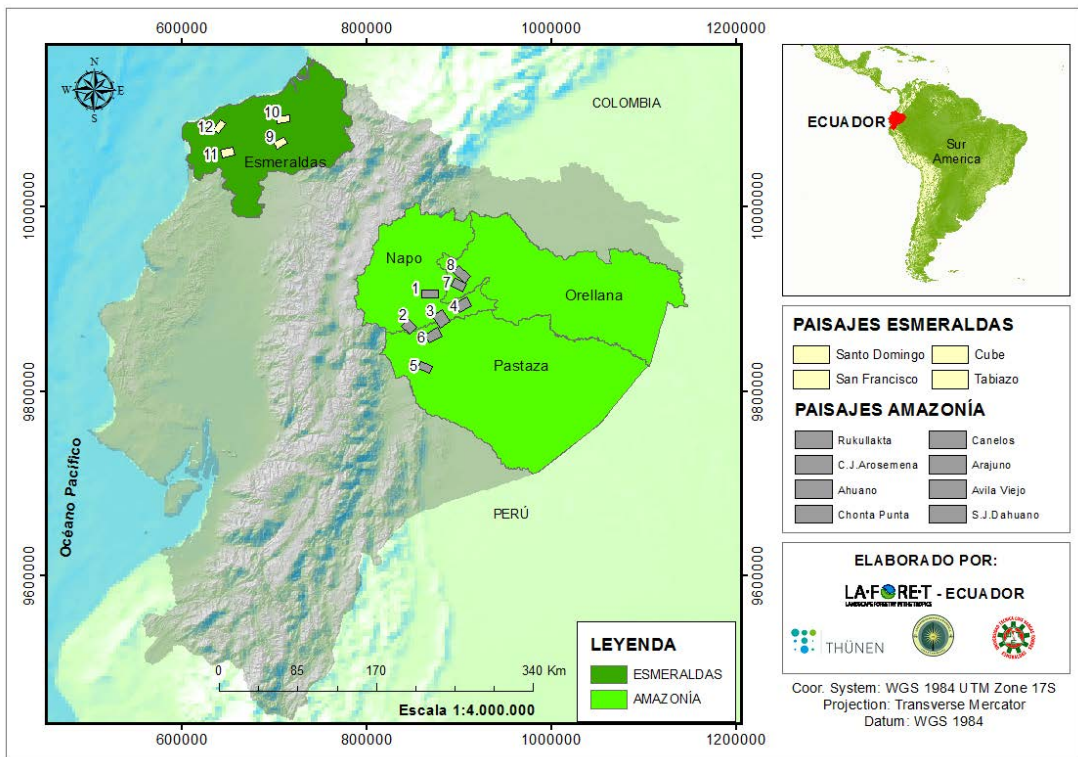 600000 800000 1000000 1200000
N
W E
S
COLOMBIA
10
12
9
11
Esmeraldas
Napo
8
7
1
Orellana
4
3
2
6
5
Pastaza
Océano Pacífico
PERÚ
10000000
9800000
9600000
10000000
9800000
9600000
0 85 170 340 Km
Escala 1:4.000.000
LEYENDA
ESMERALDAS
AMAZONÍA
600000 800000 1000000 1200000
ECUADOR
Sur
America
PAISAJES ESMERALDAS
Santo Domingo Cube
San Francisco Tabiazo
PAISAJES AMAZONÍA
Rukullakta Canelos
C.J.Arosemena Arajuno
Ahuano Avila Viejo
Chonta Punta S.J.Dahuano
ELABORADO POR:
LA·FORET - ECUADOR
LANDSCAPE FORESTRY IN THE TROPICS
THÜNEN
Coor. System: WGS 1984 UTM Zone 17S
Projection: Transverse Mercator
Datum: WGS 1984